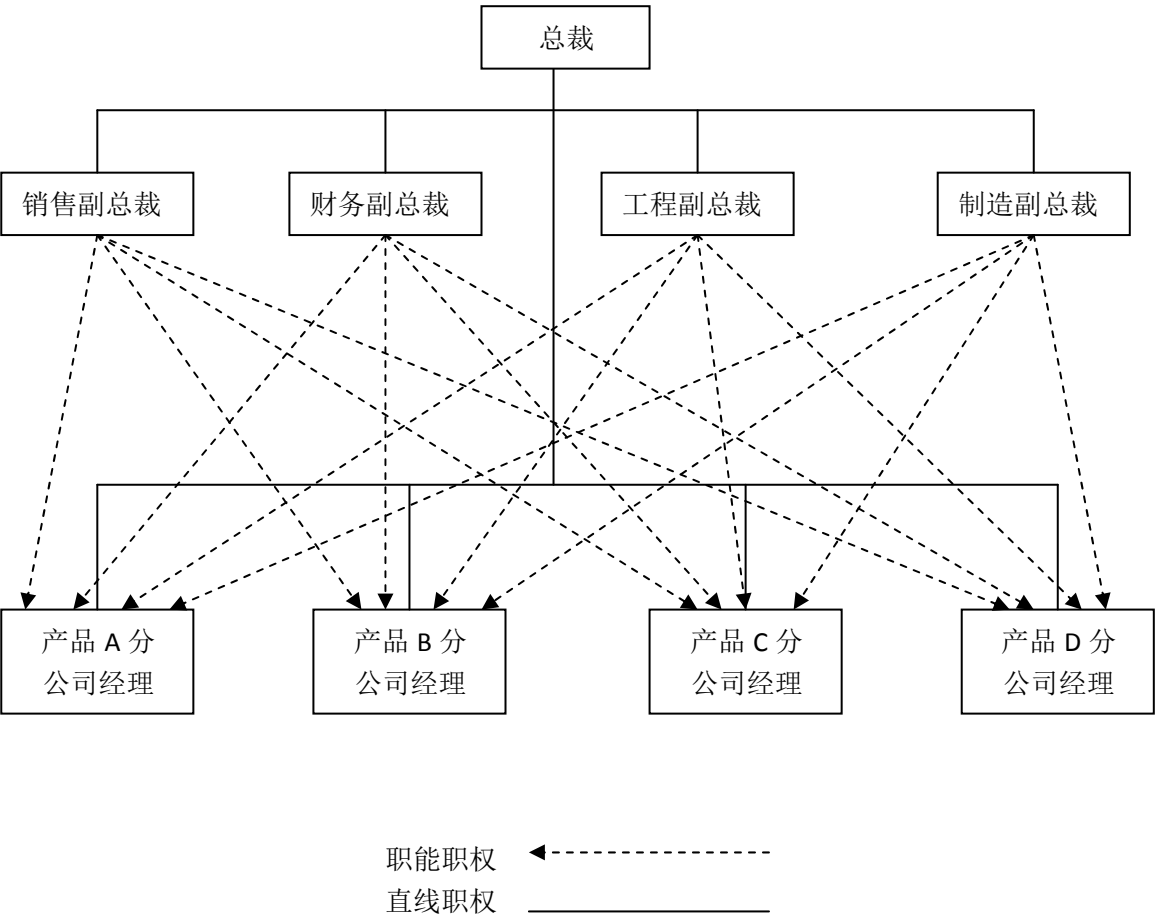 总裁
销售副总裁
财务副总裁
工程副总裁
制造副总裁
产品 A 分
公司经理
产品 B 分
公司经理
产品 C 分
公司经理
产品 D 分
公司经理
职能职权
直线职权